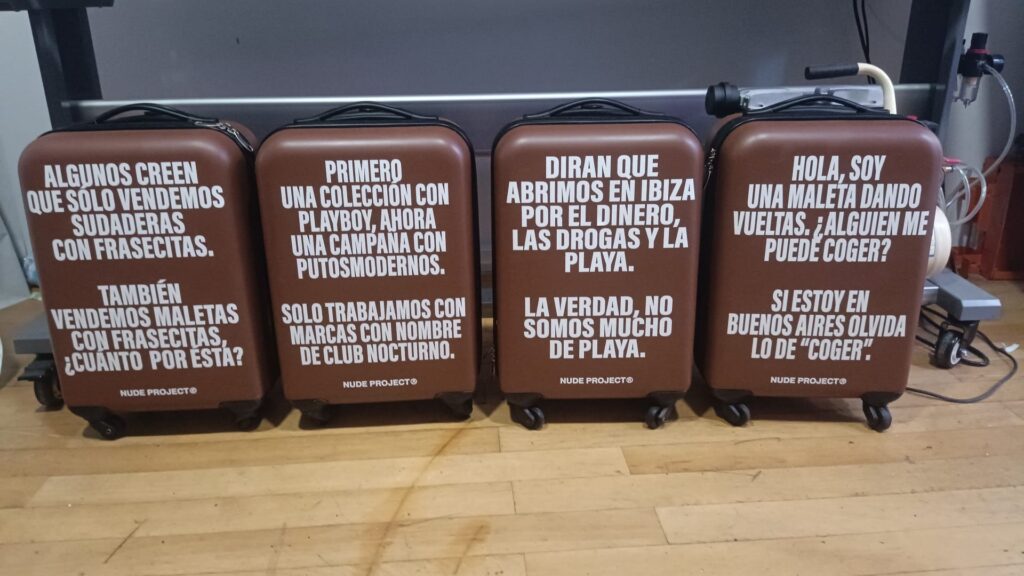 ALGUNOS CREEN
QUE SÓLO VENDEMOS
SUDADERAS
CON FRASECITAS.
TAMBIÉN
VENDEMOS MALETAS
CON FRASECITAS,
¿CUÁNTO POR ESTA?
NUDE PROJECT®
PRIMERO
UNA COLECCIÓN CON
PLAYBOY, AHORA
UNA CAMPAÑA CON
PUTOSMODERNOS.
SOLO TRABAJAMOS CON
MARCAS CON NOMBRE
DE CLUB NOCTURNO.
NUDE PROJECT®
DIRAN QUE
ABRIMOS EN IBIZA
POR EL DINERO,
LAS DROGAS Y LA
PLAYA.
LA VERDAD, NO
SOMOS MUCHO
DE PLAYA.
NUDE PROJECT®
HOLA, SOY
UNA MALETA DANDO
VUELTAS. ¿ALGUIEN ME
PUEDE COGER?
SI ESTOY EN
BUENOS AIRES OLVIDA
LO DE “COGER”.
NUDE PROJECT®